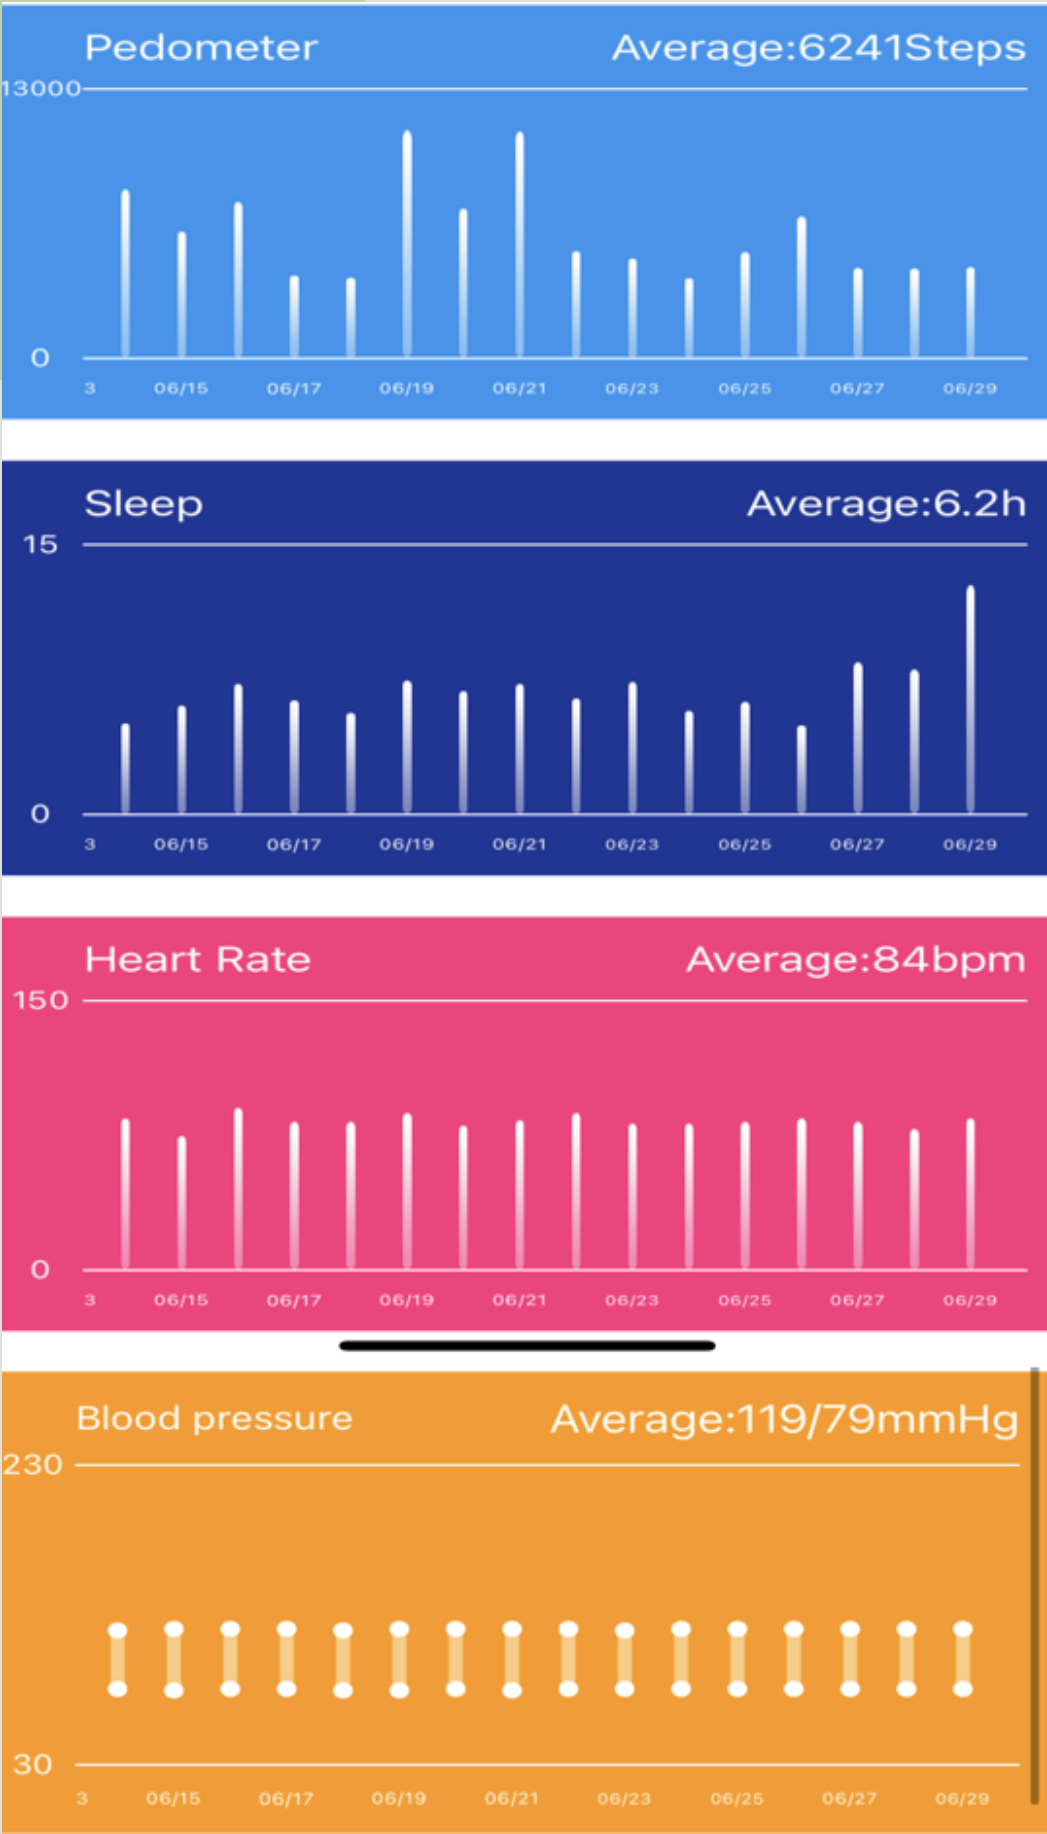 Pedometer Average:6241Steps
13000
0
3 06/15 06/17 06/19 06/21 06/23 06/25 06/27 06/29
Sleep Average:6.2h
15
0
3 06/15 06/17 06/19 06/21 06/23 06/25 06/27 06/29
Heart Rate Average:84bpm
150
0
3 06/15 06/17 06/19 06/21 06/23 06/25 06/27 06/29
Blood pressure Average:119/79mmHg
230
30
3 06/15 06/17 06/19 06/21 06/23 06/25 06/27 06/29